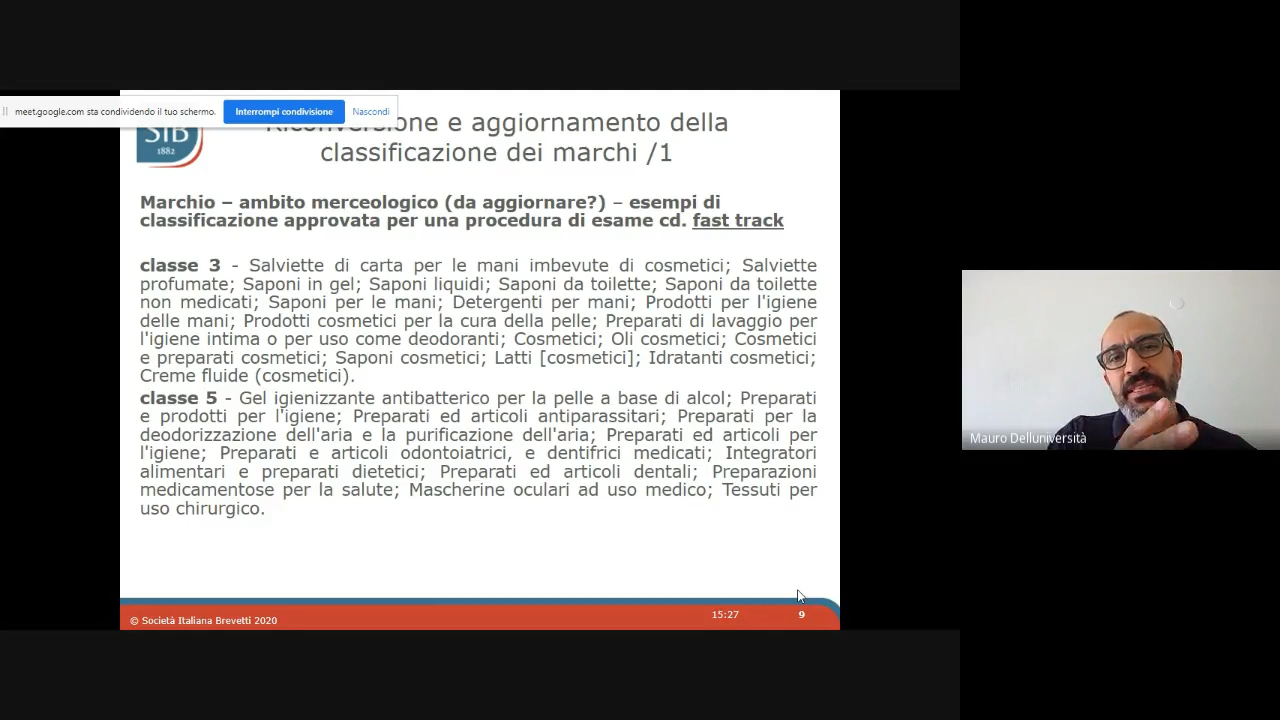 meet.google.com sta condividendo il tuo schermo.
Interrompi condivisione
Nascondi
SIB
1882
Riconversione e aggiornamento della
classificazione dei marchi /1
Marchio – ambito merceologico (da aggiornare?) – esempi di
classificazione approvata per una procedura di esame cd. fast track
classe 3 - Salviette di carta per le mani imbevute di cosmetici; Salviette
profumate; Saponi in gel; Saponi liquidi; Saponi da toilette; Saponi da toilette
non medicati; Saponi per le mani; Detergenti per mani; Prodotti per l'igiene
delle mani; Prodotti cosmetici per la cura della pelle; Preparati di lavaggio per
l'igiene intima o per uso come deodoranti; Cosmetici; Oli cosmetici; Cosmetici
e preparati cosmetici; Saponi cosmetici; Latti [cosmetici]; Idratanti cosmetici;
Creme fluide (cosmetici).
classe 5 - Gel igienizzante antibatterico per la pelle a base di alcol; Preparati
e prodotti per l'igiene; Preparati ed articoli antiparassitari; Preparati per la
deodorizzazione dell'aria e la purificazione dell'aria; Preparati ed articoli per
l'igiene; Preparati e articoli odontoiatrici, e dentifrici medicati; Integratori
alimentari e preparati dietetici; Preparati ed articoli dentali; Preparazioni
medicamentose per la salute; Mascherine oculari ad uso medico; Tessuti per
uso chirurgico.
© Società Italiana Brevetti 2020
15:27
9
Mauro Delluniversità